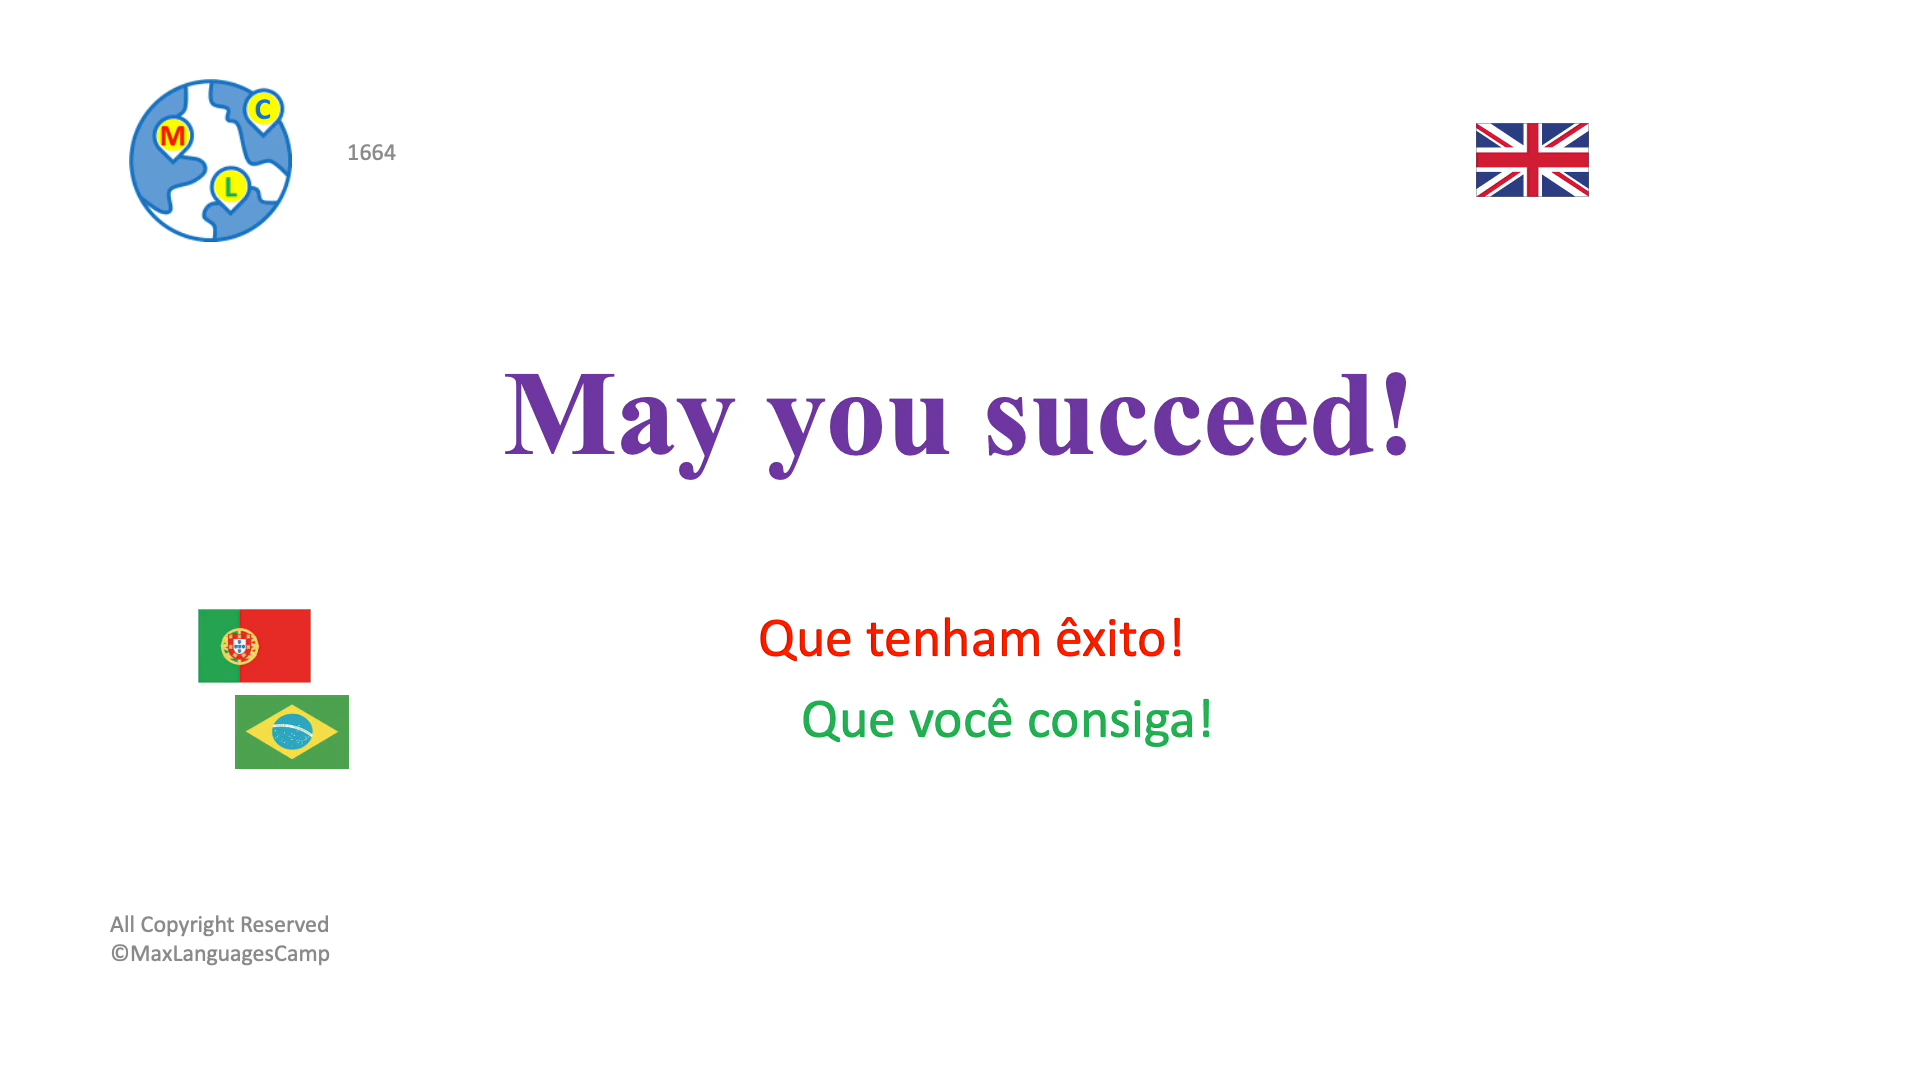 M
C
L
1664
May you succeed!
Que tenham êxito!
Que você consiga!
All Copyright Reserved
©MaxLanguagesCamp